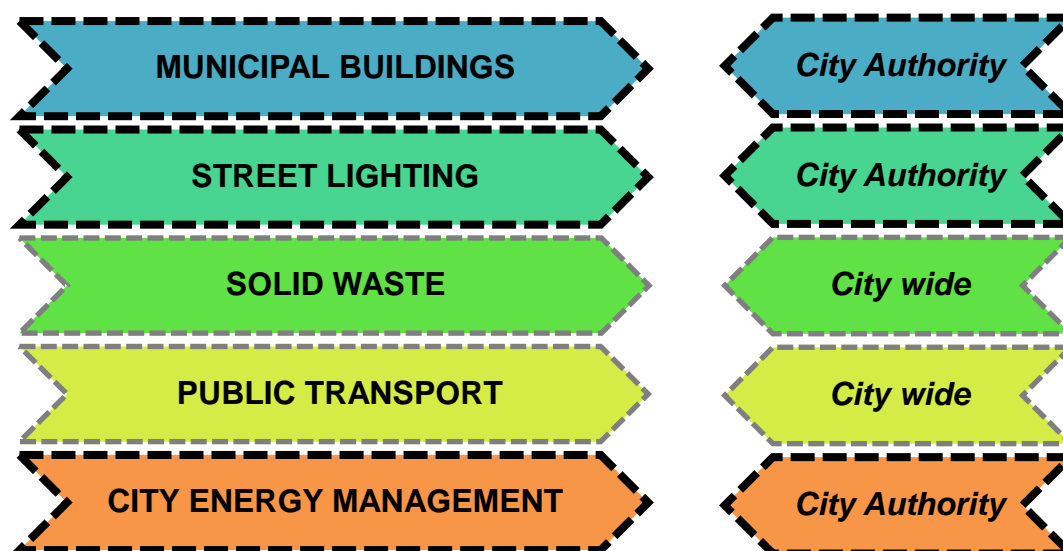 MUNICIPAL BUILDINGS
City Authority
STREET LIGHTING
City Authority
SOLID WASTE
City wide
PUBLIC TRANSPORT
City wide
CITY ENERGY MANAGEMENT
City Authority